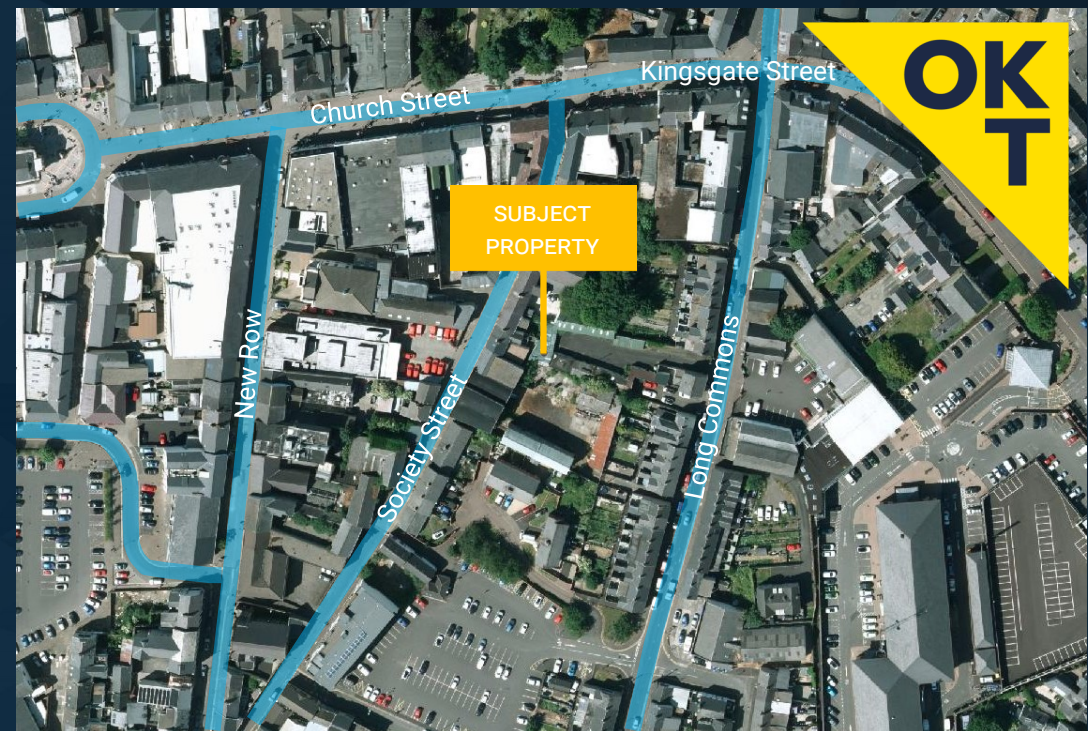 OK
T
Kingsgate Street
Church Street
SUBJECT
PROPERTY
New Row
Society Street
Long Commons